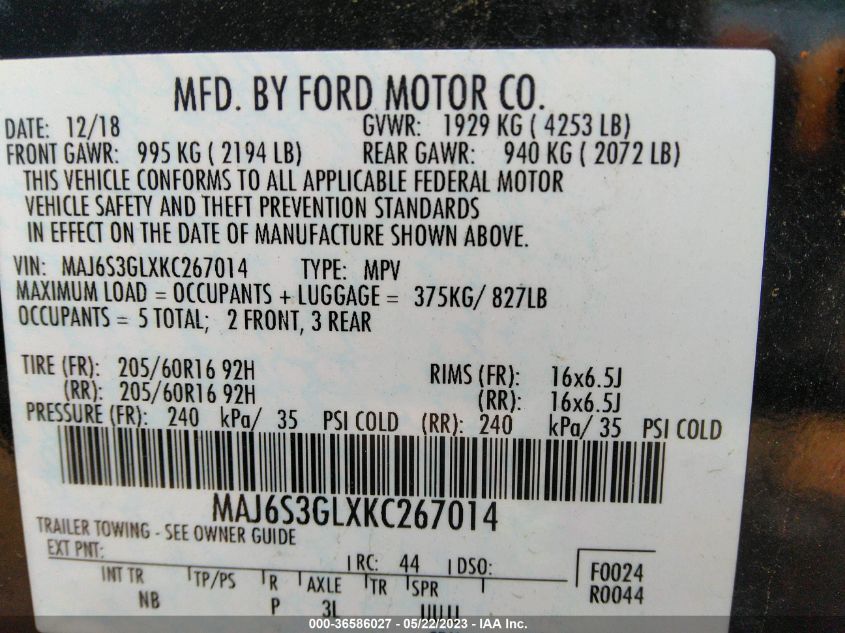 MFD. BY FORD MOTOR CO.
DATE: 12/18 GVWR: 1929 KG ( 4253 LB)
FRONT GAWR: 995 KG ( 2194 LB) REAR GAWR: 940 KG ( 2072 LB)
THIS VEHICLE CONFORMS TO ALL APPLICABLE FEDERAL MOTOR
VEHICLE SAFETY AND THEFT PREVENTION STANDARDS
IN EFFECT ON THE DATE OF MANUFACTURE SHOWN ABOVE.
VIN: MAJ6S3GLXKC267014 TYPE: MPV
MAXIMUM LOAD = OCCUPANTS + LUGGAGE = 375KG/ 827LB
OCCUPANTS = 5 TOTAL; 2 FRONT, 3 REAR
TIRE (FR): 205/60R16 92H RIMS (FR): 16x6.5J
(RR): 205/60R16 92H (RR): 16x6.5J
PRESSURE (FR): 240 kPa/ 35 PSI COLD (RR): 240 kPa/ 35 PSI COLD
MAJ6S3GLXKC267014
TRAILER TOWING - SEE OWNER GUIDE
EXT PNT: RC: 44 DSO: F0024
INT TR TP/PS R AXLE TR SPR R0044
NB P 3L
000-36586027 - 05/22/2023 - IAA Inc.